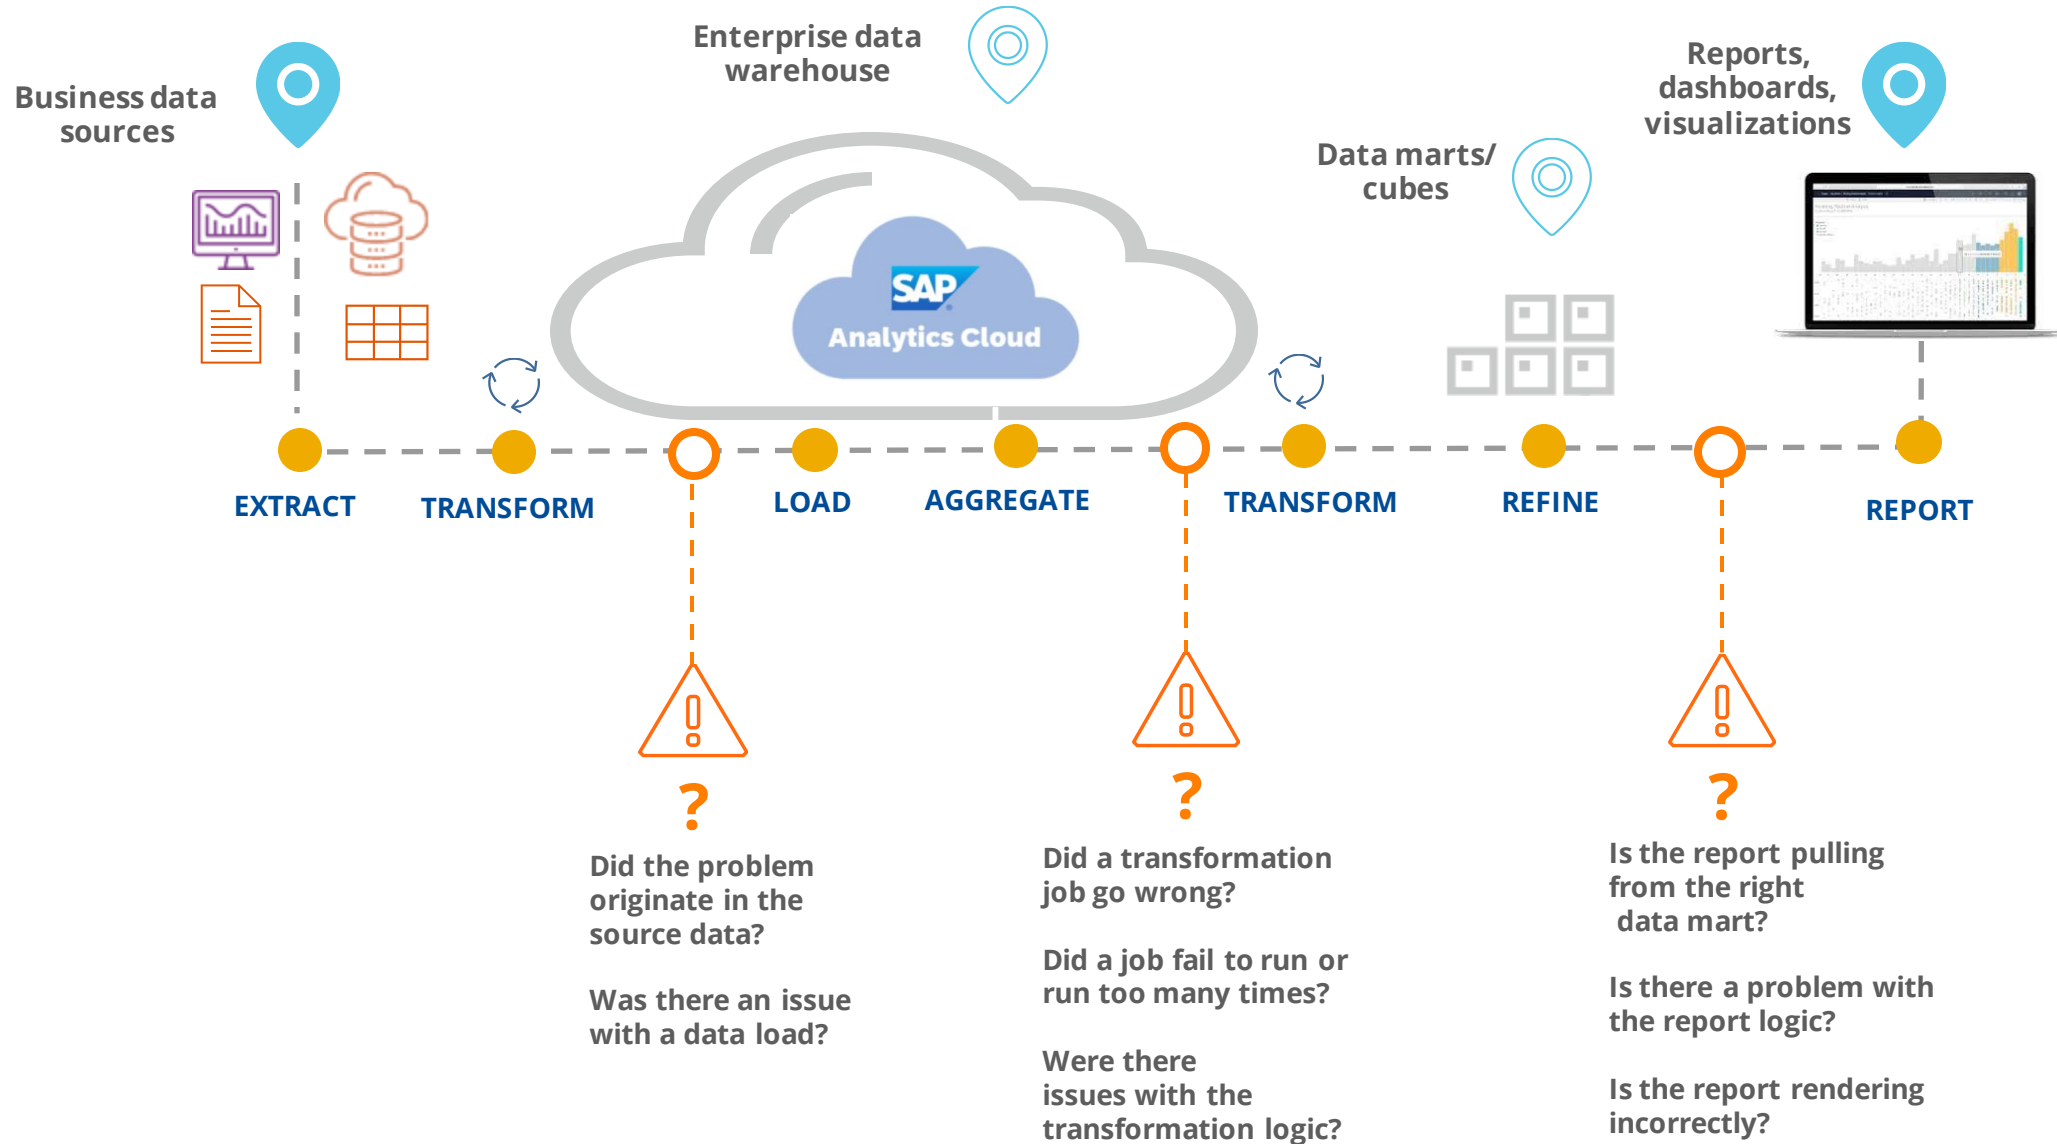 Business data
sources
Enterprise data
warehouse
Data marts/
cubes
Reports,
dashboards,
visualizations
SAP
Analytics Cloud
EXTRACT
TRANSFORM
LOAD
AGGREGATE
TRANSFORM
REFINE
REPORT
?
Did the problem
originate in the
source data?
Was there an issue
with a data load?
?
Did a transformation
job go wrong?
Did a job fail to run or
run too many times?
Were there
issues with the
transformation logic?
?
Is the report pulling
from the right
data mart?
Is there a problem with
the report logic?
Is the report rendering
incorrectly?